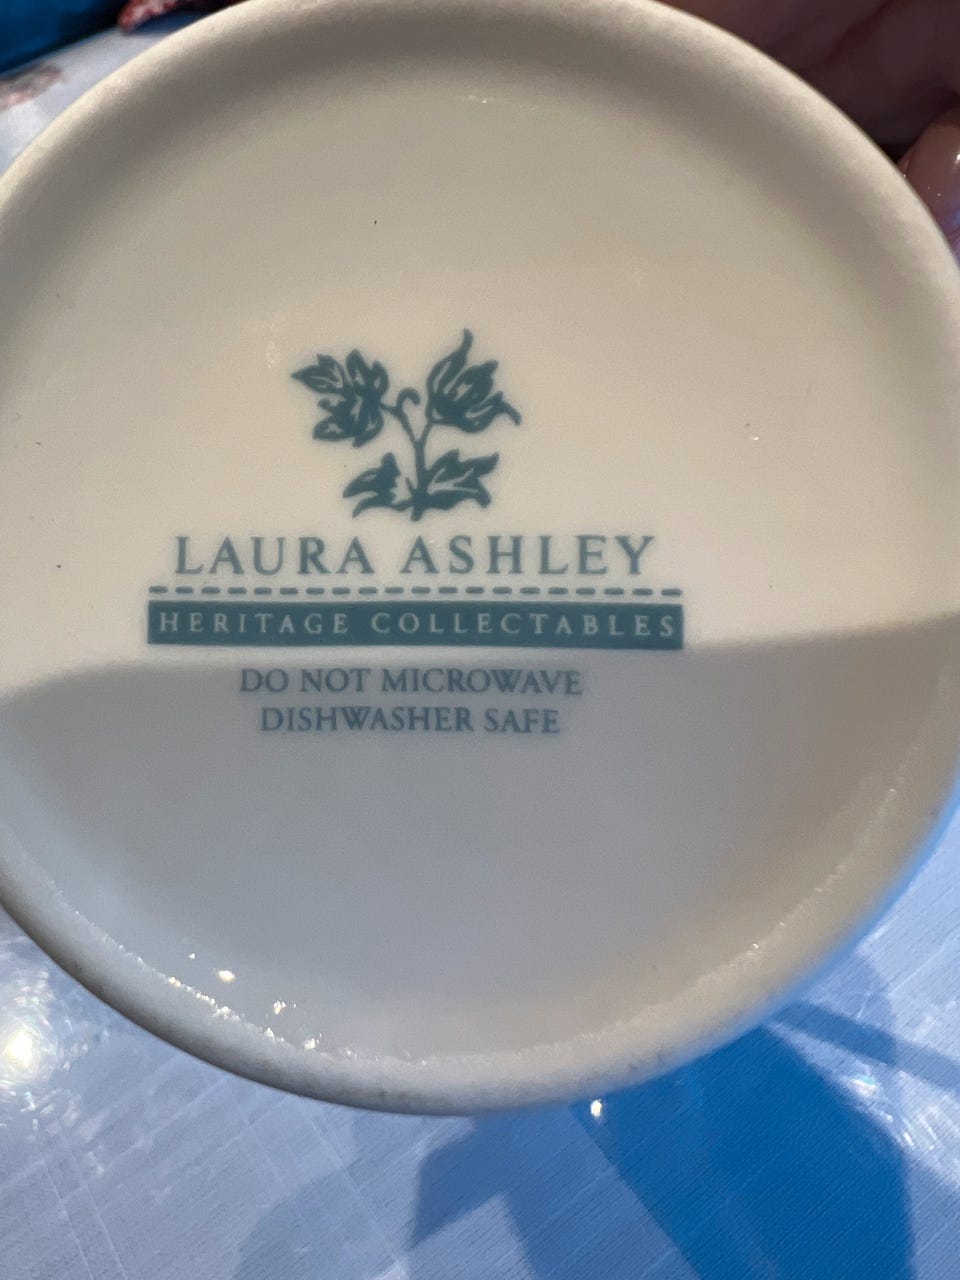 LAURA ASHLEY
HERITAGE COLLECTABLES
DO NOT MICROWAVE
DISHWASHER SAFE